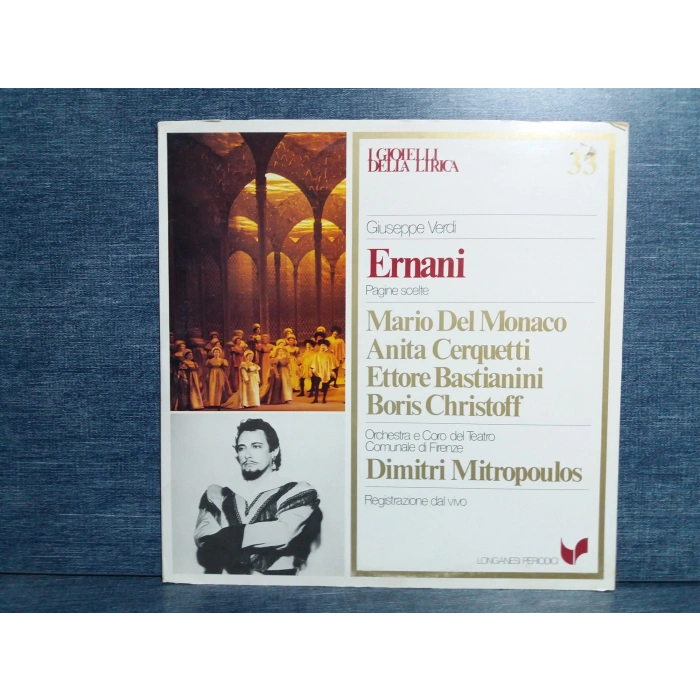 I GIOIELLI
DELLA LIRICA
33
Giuseppe Verdi
Ernani
Pagine scelte
Mario Del Monaco
Anita Cerquetti
Ettore Bastianini
Boris Christoff
Orchestra e Coro del Teatro
Comunale di Firenze
Dimitri Mitropoulos
Registrazione dal vivo
LONGANESI PERIODICI